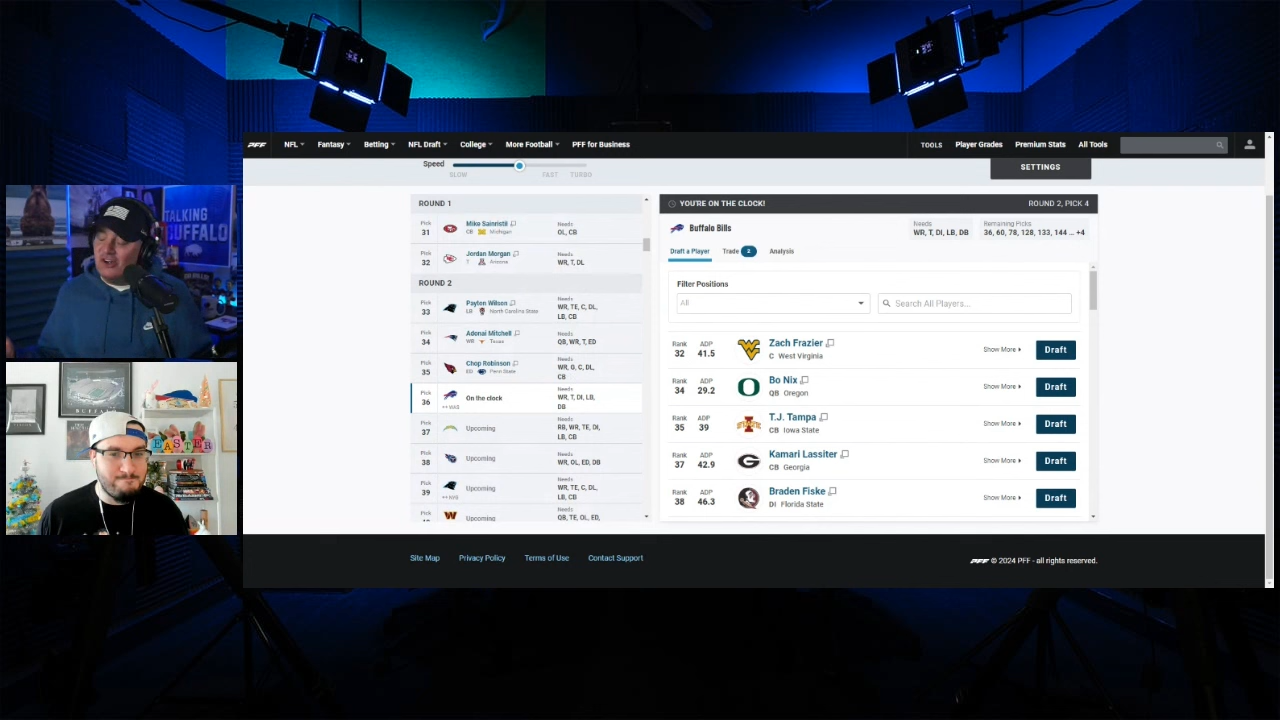 PFF
NFL
Fantasy
Betting
NFL Draft
College
More Football
PFF for Business
TOOLS
Player Grades
Premium Stats
All Tools
Speed
SLOW
FAST
TURBO
SETTINGS
ROUND 1
Pick 31
Mike Sainristil
CB Michigan
Needs
OL, CB
Pick 32
Jordan Morgan
T Arizona
Needs
WR, T, DL
ROUND 2
Pick 33
Payton Wilson
LB North Carolina State
Needs
WR, TE, C, DL,
LB, CB
Pick 34
Adonai Mitchell
WR Texas
Needs
QB, WR, T, ED
Pick 35
Chop Robinson
ED Penn State
Needs
WR, G, C, DL,
CB
Pick 36
On the clock
Needs
WR, T, DI, LB,
DB
Pick 37
Upcoming
Needs
RB, WR, TE, DI,
LB, CB
Pick 38
Upcoming
Needs
WR, OL, ED, DB
Pick 39
Upcoming
Needs
WR, TE, C, DL,
LB, CB
Pick
Upcoming
Needs
QB, TE, OL, ED,
YOU'RE ON THE CLOCK!
ROUND 2, PICK 4
Buffalo Bills
Needs
WR, T, DI, LB, DB
Remaining Picks
36, 60, 78, 128, 133, 144 ... +4
Draft a Player
Trade 2
Analysis
Filter Positions
All
Search All Players...
Rank 32
ADP 41.5
Zach Frazier
C West Virginia
Show More
Draft
Rank 34
ADP 29.2
Bo Nix
QB Oregon
Show More
Draft
Rank 35
ADP 39
T.J. Tampa
CB Iowa State
Show More
Draft
Rank 37
ADP 42.9
Kamari Lassiter
CB Georgia
Show More
Draft
Rank 38
ADP 46.3
Braden Fiske
DI Florida State
Show More
Draft
Site Map
Privacy Policy
Terms of Use
Contact Support
PFF © 2024 PFF - all rights reserved.
TALKING
BUFFALO
BUFFALO
EASTER